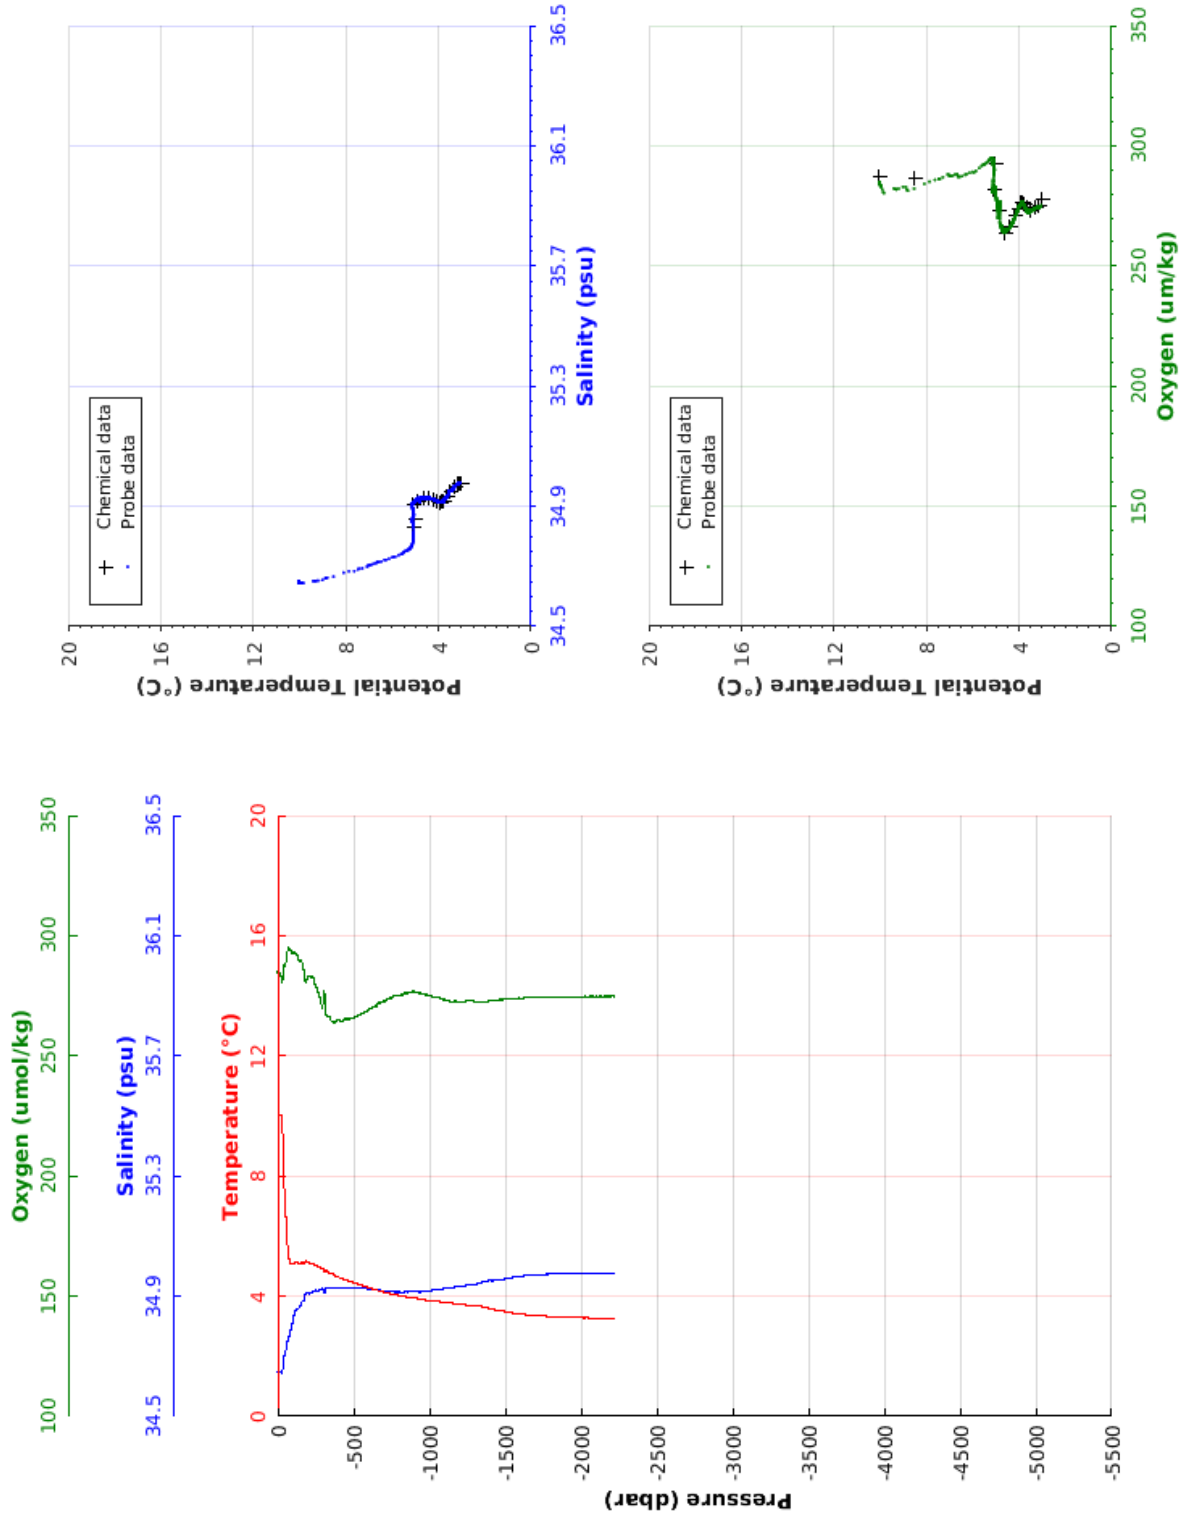 Oxygen (umol/kg)
100 150 200 250 300 350
Salinity (psu)
34.5 34.9 35.3 35.7 36.1 36.5
Temperature (°C)
0 4 8 12 16 20
Pressure (dbar)
0
-500
-1000
-1500
-2000
-2500
-3000
-3500
-4000
-4500
-5000
-5500
Potential Temperature (°C)
20
16
12
8
4
0
Chemical data
Probe data
34.5 34.9 35.3 35.7 36.1 36.5
Salinity (psu)
Potential Temperature (°C)
20
16
12
8
4
0
Chemical data
Probe data
100 150 200 250 300 350
Oxygen (um/kg)